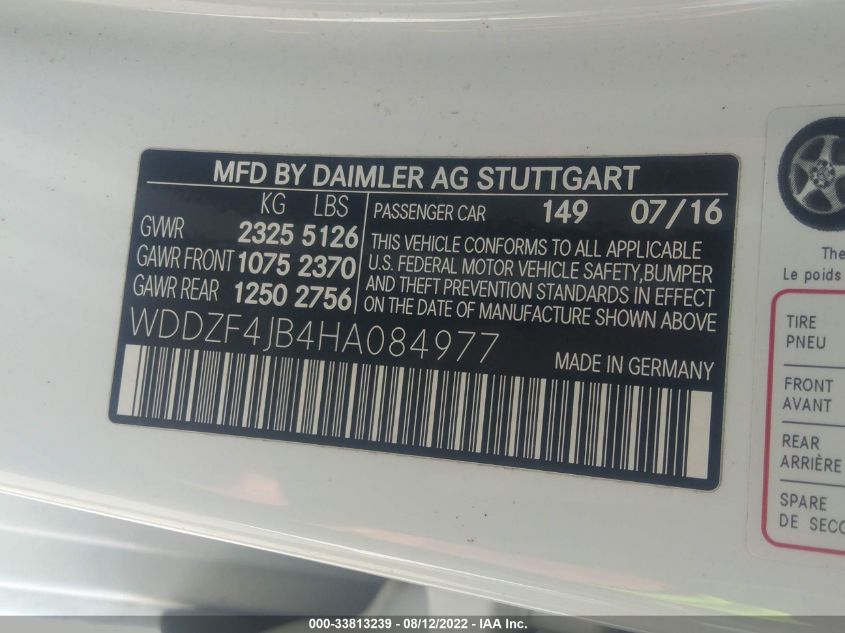 MFD BY DAIMLER AG STUTTGART
KG LBS
GVWR 2325 5126
GAWR FRONT 1075 2370
GAWR REAR 1250 2756
PASSENGER CAR 149 07/16
THIS VEHICLE CONFORMS TO ALL APPLICABLE
U.S. FEDERAL MOTOR VEHICLE SAFETY,BUMPER
AND THEFT PREVENTION STANDARDS IN EFFECT
ON THE DATE OF MANUFACTURE SHOWN ABOVE
WDDZF4JB4HA084977
MADE IN GERMANY
The
Le poids
TIRE
PNEU
FRONT
AVANT
REAR
ARRIÈRE
SPARE
DE SECO
000-33813239 - 08/12/2022 - IAA Inc.